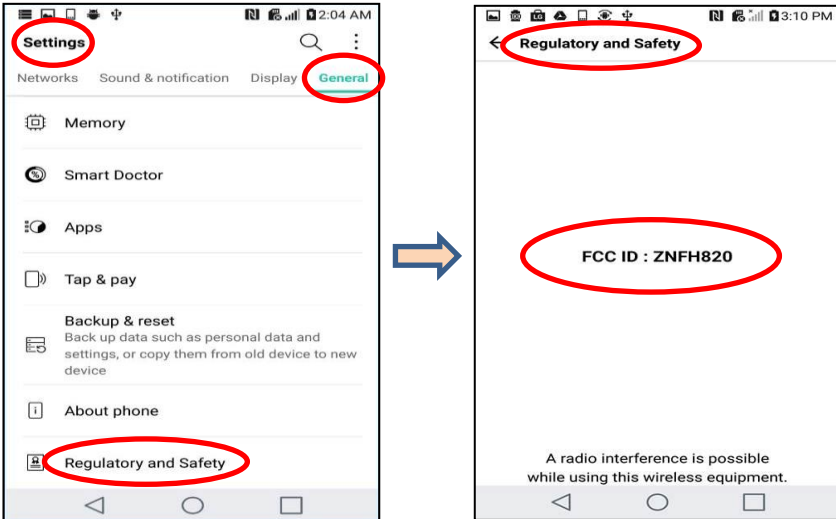 2:04 AM
Settings
Networks Sound & notification Display General
Memory
Smart Doctor
Apps
Tap & pay
Backup & reset
Back up data such as personal data and
settings, or copy them from old device to new
device
About phone
Regulatory and Safety
3:10 PM
Regulatory and Safety
FCC ID : ZNFH820
A radio interference is possible
while using this wireless equipment.